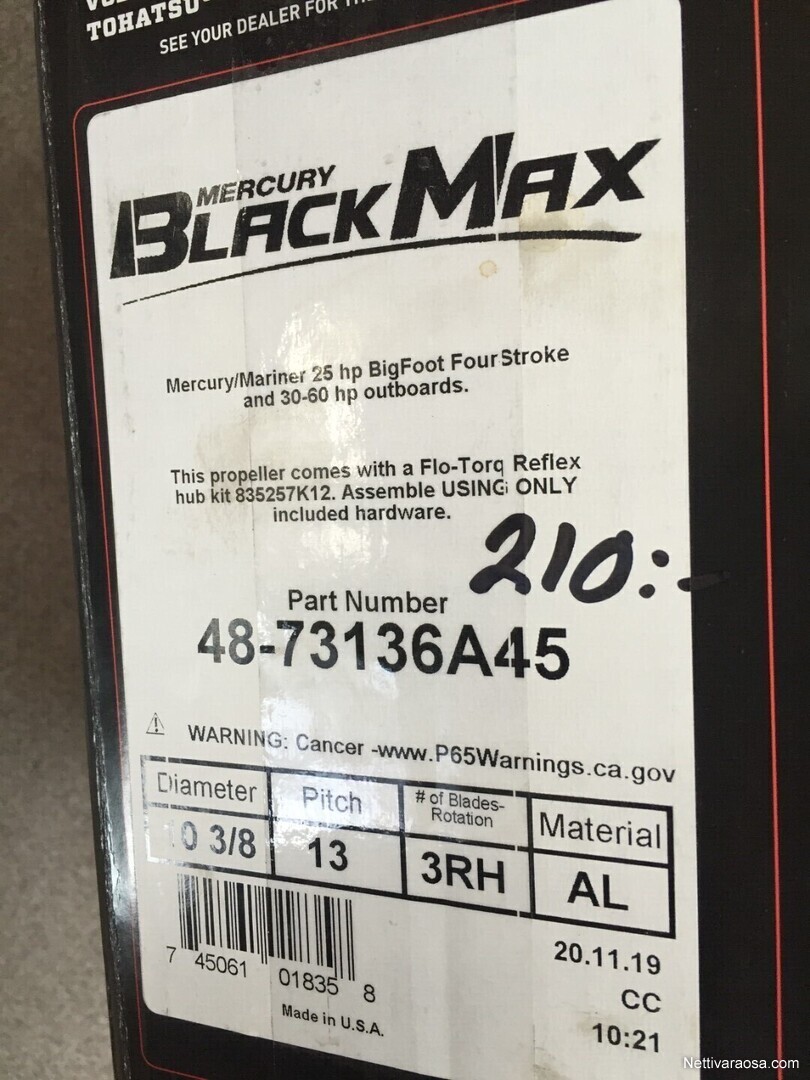 TOHATSU
SEE YOUR DEALER FOR
MERCURY
BLACKMAX
Mercury/Mariner 25 hp BigFoot FourStroke
and 30-60 hp outboards.
This propeller comes with a Flo-Torq Reflex
hub kit 835257K12. Assemble USING ONLY
included hardware.
210:-
Part Number
48-73136A45
WARNING: Cancer -www.P65Warnings.ca.gov
Diameter Pitch # of Blades- Material
Rotation
10 3/8 13 3RH AL
20.11.19
7 45061 01835 8
CC
Made in U.S.A.
10:21
Nettivaraosa.com